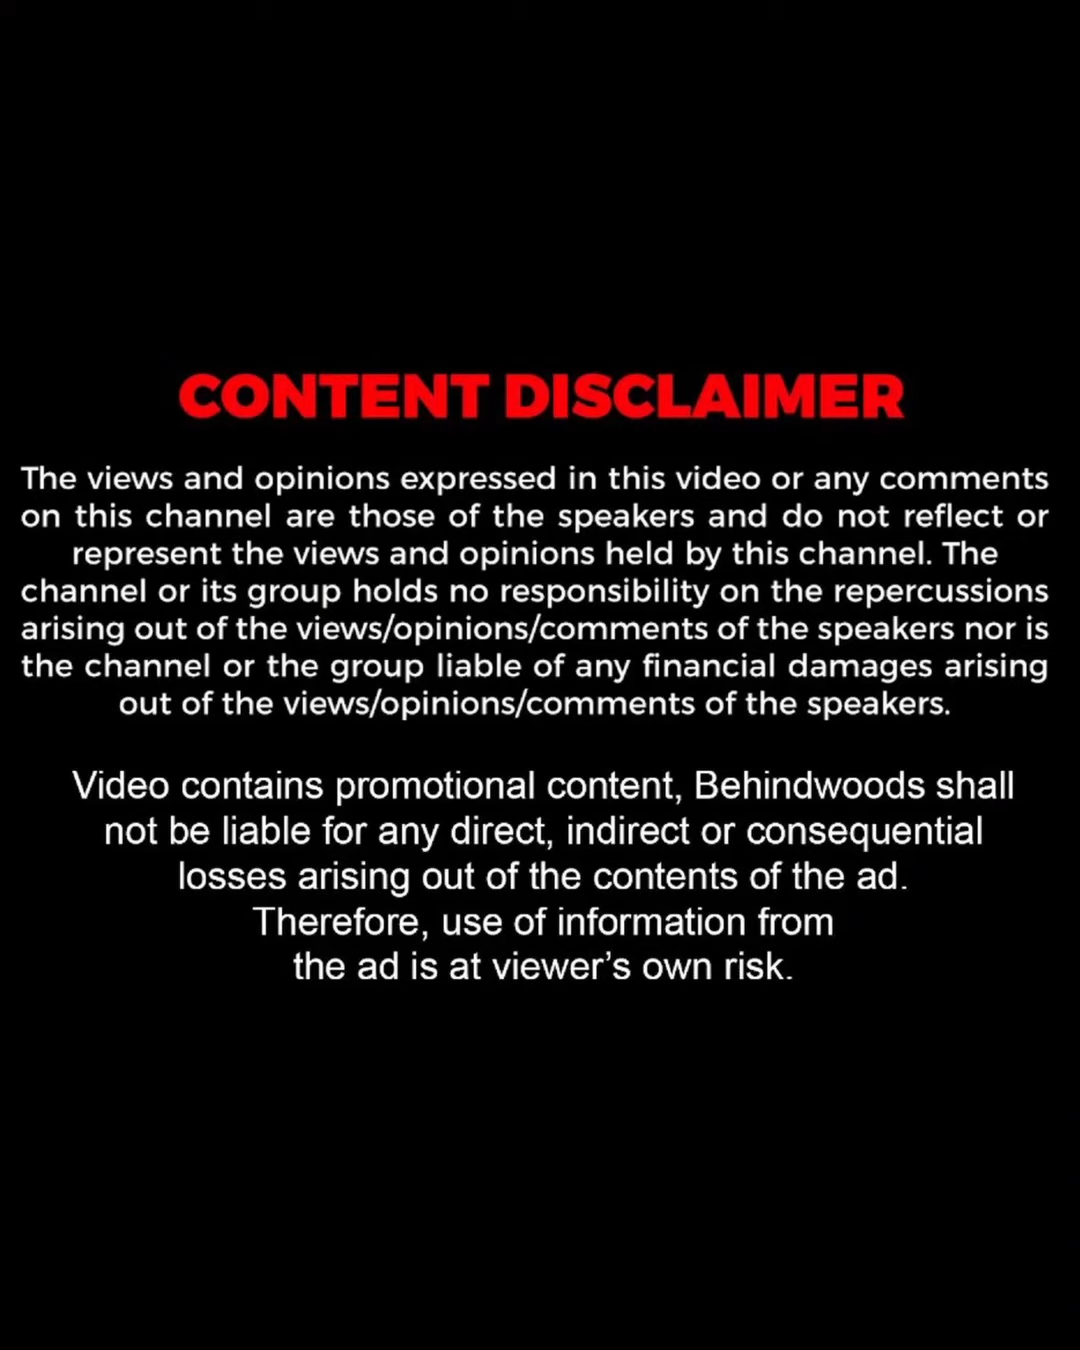 CONTENT DISCLAIMER
The views and opinions expressed in this video or any comments
on this channel are those of the speakers and do not reflect or
represent the views and opinions held by this channel. The
channel or its group holds no responsibility on the repercussions
arising out of the views/opinions/comments of the speakers nor is
the channel or the group liable of any financial damages arising
out of the views/opinions/comments of the speakers.
Video contains promotional content, Behindwoods shall
not be liable for any direct, indirect or consequential
losses arising out of the contents of the ad.
Therefore, use of information from
the ad is at viewer’s own risk.